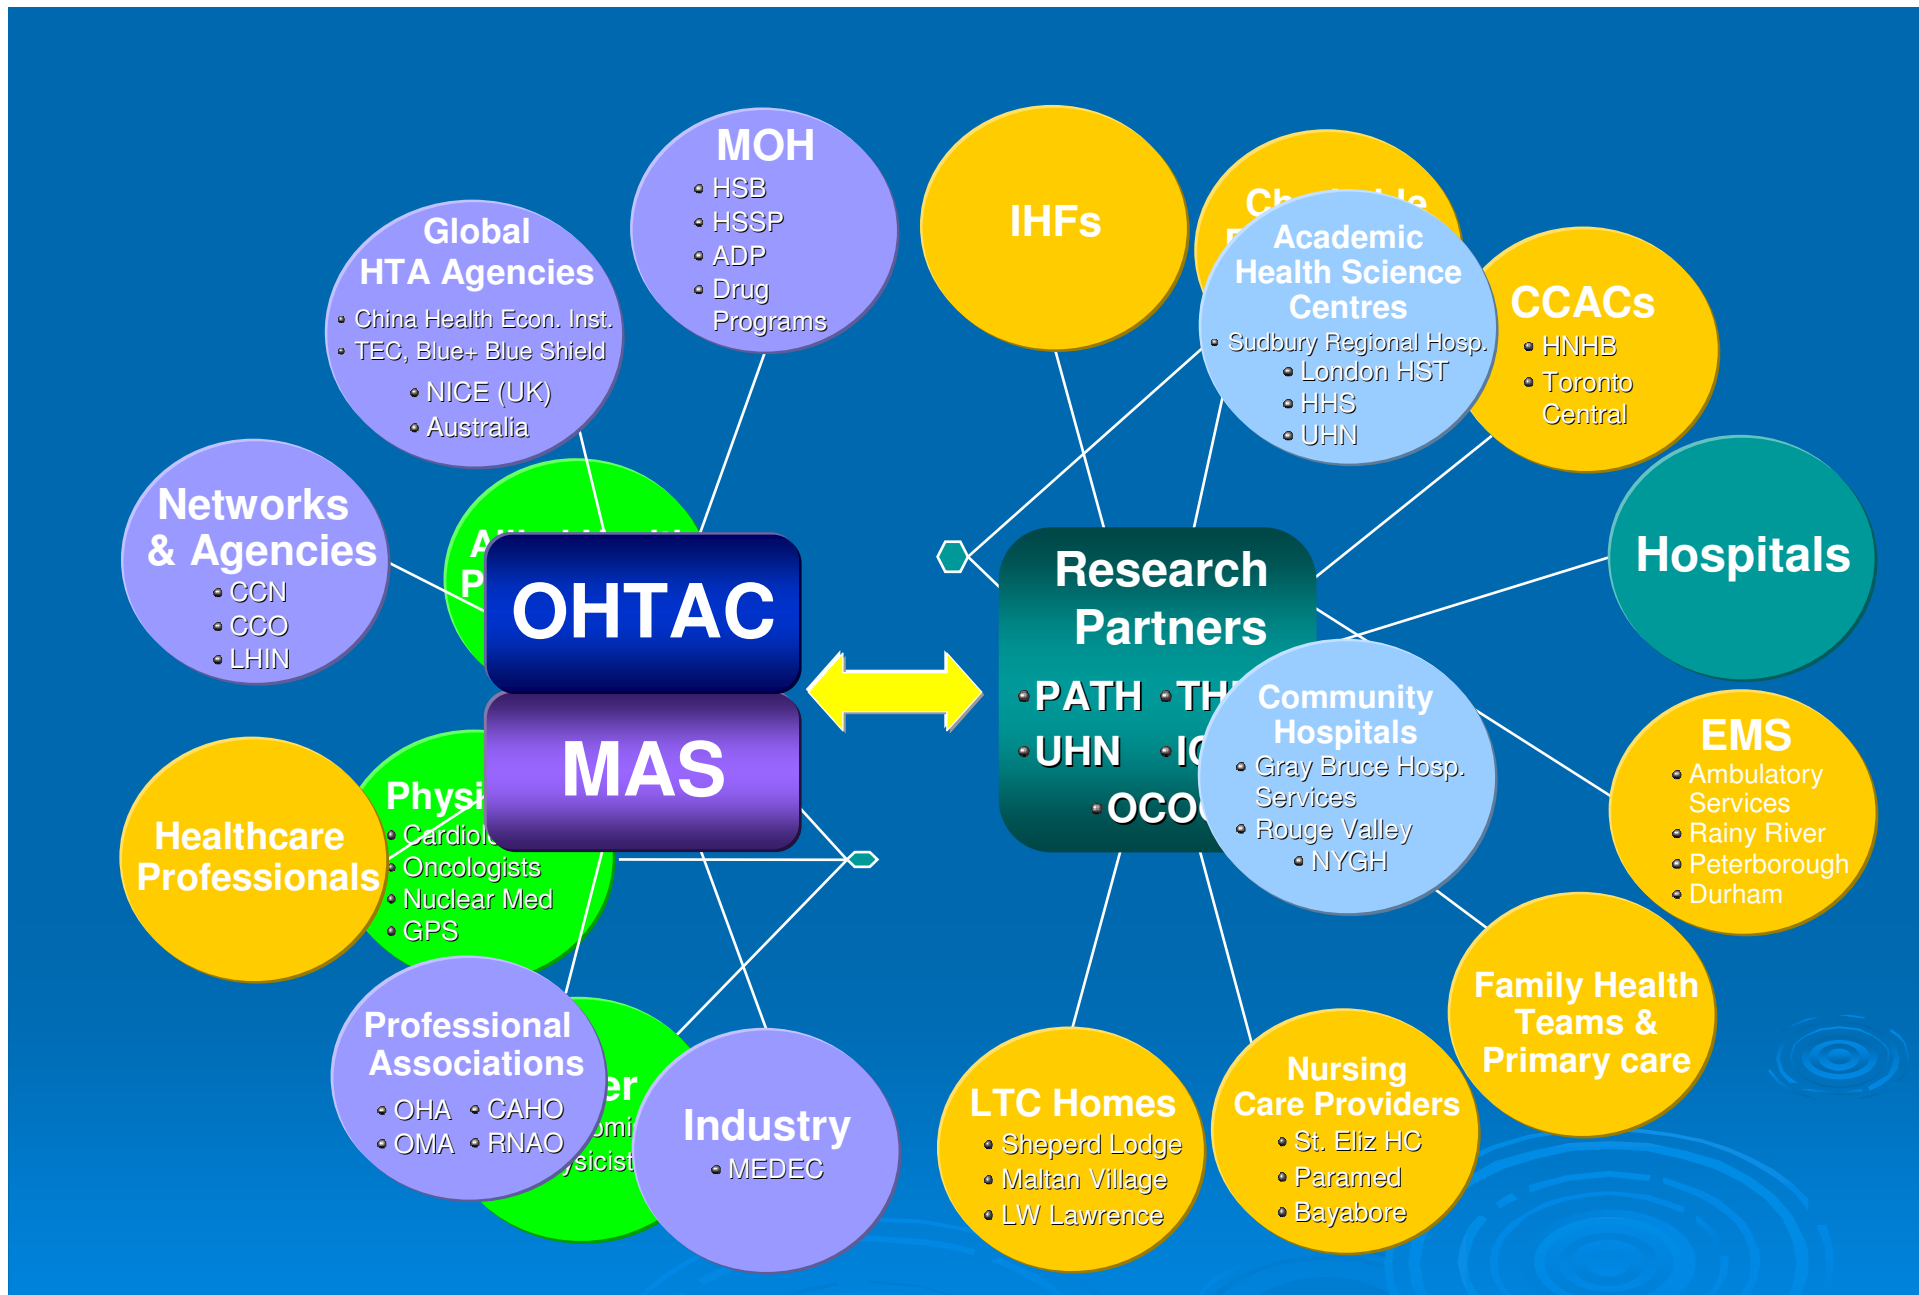 MOH
HSB
HSSP
ADP
Drug
Programs
Global
HTA Agencies
China Health Econ. Inst.
TEC, Blue+ Blue Shield
NICE (UK)
Australia
Networks
& Agencies
CCN
CCO
LHIN
OHTAC
MAS
Healthcare
Professionals
Oncologists
Nuclear Med
GPS
Professional
Associations
OHA CAHO
OMA RNAO
Industry
MEDEC
IHFs
Academic
Health Science
Centres
Sudbury Regional Hosp.
London HST
HHS
UHN
CCACs
HNHB
Toronto
Central
Hospitals
Research
Partners
PATH
UHN
Community
Hospitals
Gray Bruce Hosp.
Services
Rouge Valley
NYGH
EMS
Ambulatory
Services
Rainy River
Peterborough
Durham
Family Health
Teams &
Primary care
Nursing
Care Providers
St. Eliz HC
Paramed
Bayabore
LTC Homes
Sheperd Lodge
Maltan Village
LW Lawrence